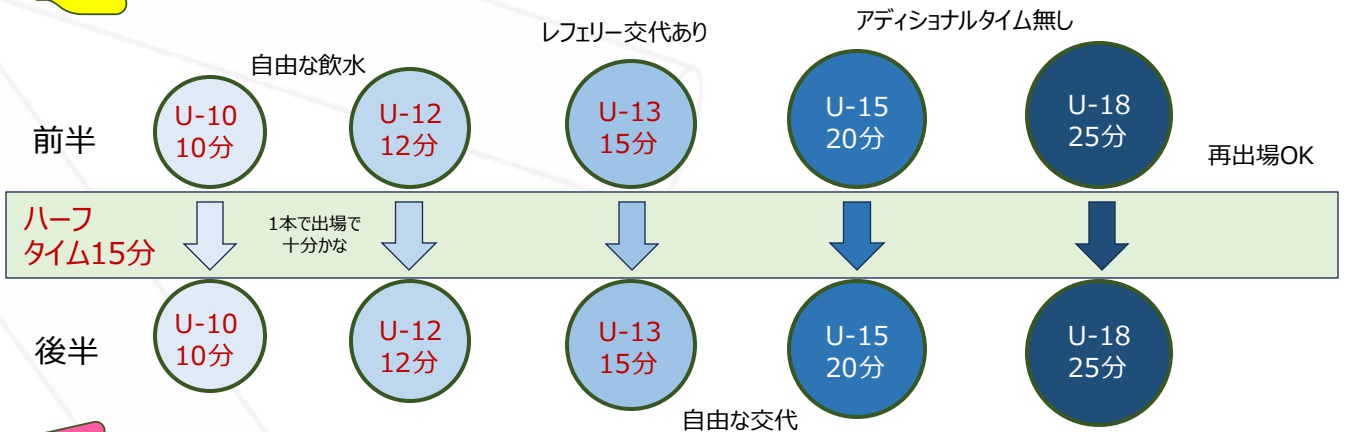 レフェリー交代あり
アディショナルタイム無し
自由な飲水
前半
U-10
10分
U-12
12分
U-13
15分
U-15
20分
U-18
25分
再出場OK
ハーフ
タイム15分
1本で出場で
十分かな
後半
U-10
10分
U-12
12分
U-13
15分
U-15
20分
U-18
25分
自由な交代